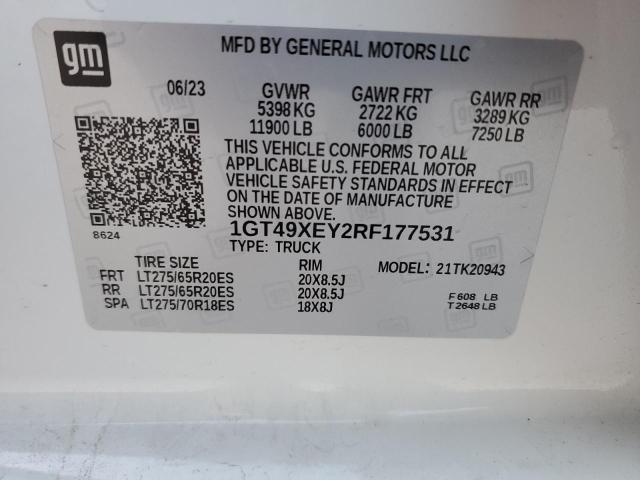 gm
MFD BY GENERAL MOTORS LLC
06/23 GVWR GAWR FRT GAWR RR
5398 KG 2722 KG 3289 KG
11900 LB 6000 LB 7250 LB
THIS VEHICLE CONFORMS TO ALL
APPLICABLE U.S. FEDERAL MOTOR
VEHICLE SAFETY STANDARDS IN EFFECT
ON THE DATE OF MANUFACTURE
SHOWN ABOVE.
8624
1GT49XEY2RF177531
TYPE: TRUCK
TIRE SIZE RIM MODEL: 21TK20943
FRT LT275/65R20ES 20X8.5J
RR LT275/65R20ES 20X8.5J
SPA LT275/70R18ES 18X8J
F 608 LB
T 2648 LB